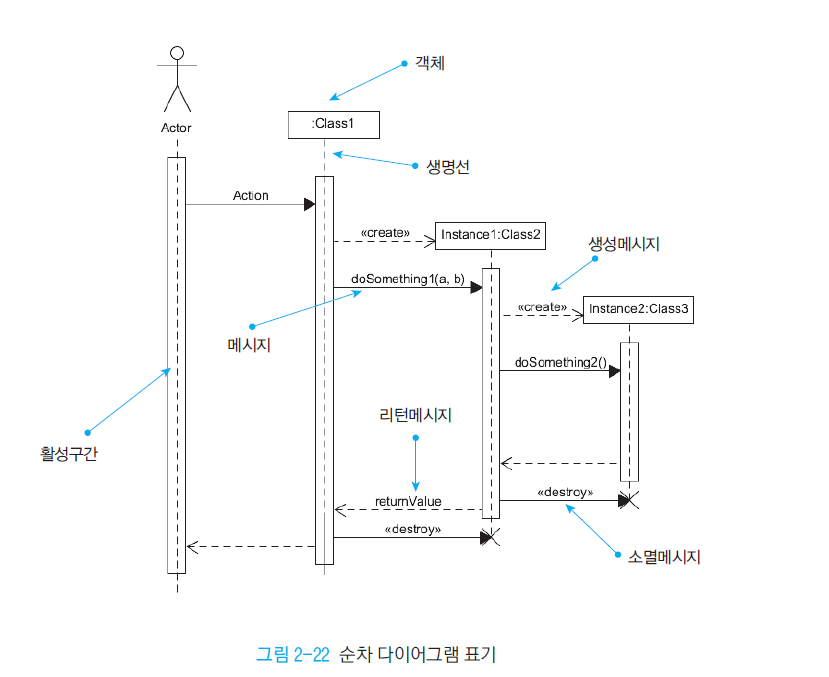 객체
:Class1
Actor
생명선
Action
«create»
Instance1:Class2
생성메시지
doSomething1(a, b)
«create»
Instance2:Class3
메시지
doSomething2()
리턴메시지
활성구간
«destroy»
returnValue
«destroy»
소멸메시지
그림 2-22 순차 다이어그램 표기